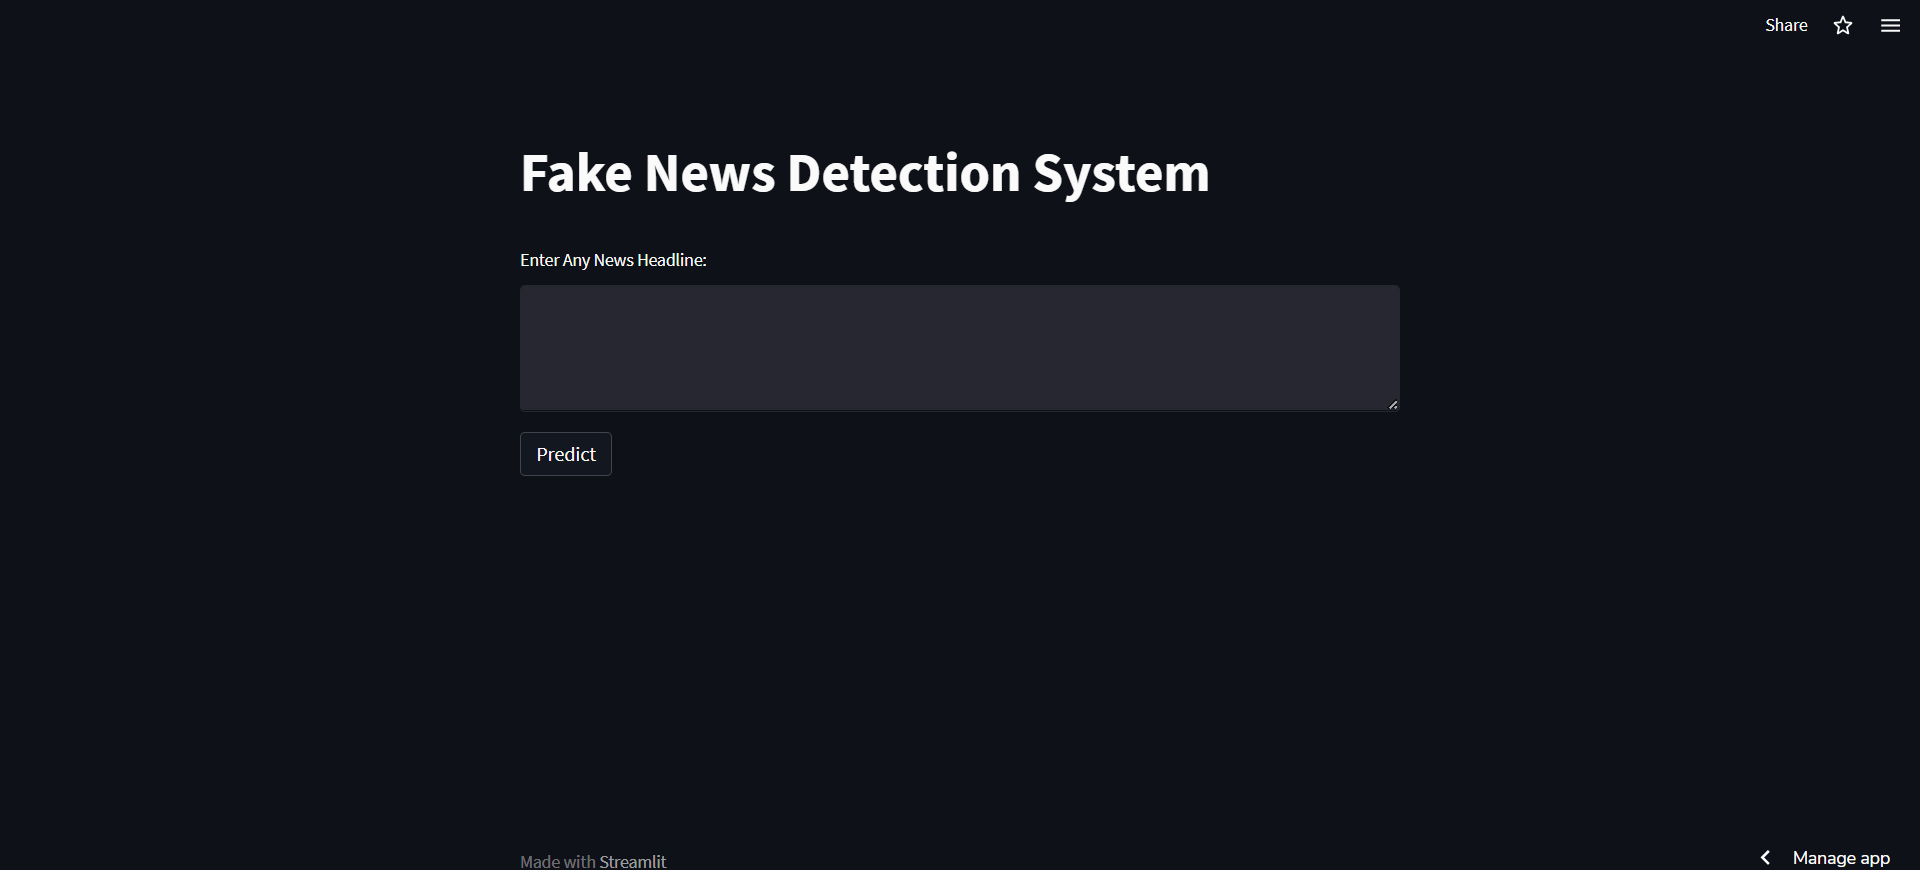 Share
Fake News Detection System
Enter Any News Headline:
Predict
Made with Streamlit
Manage app